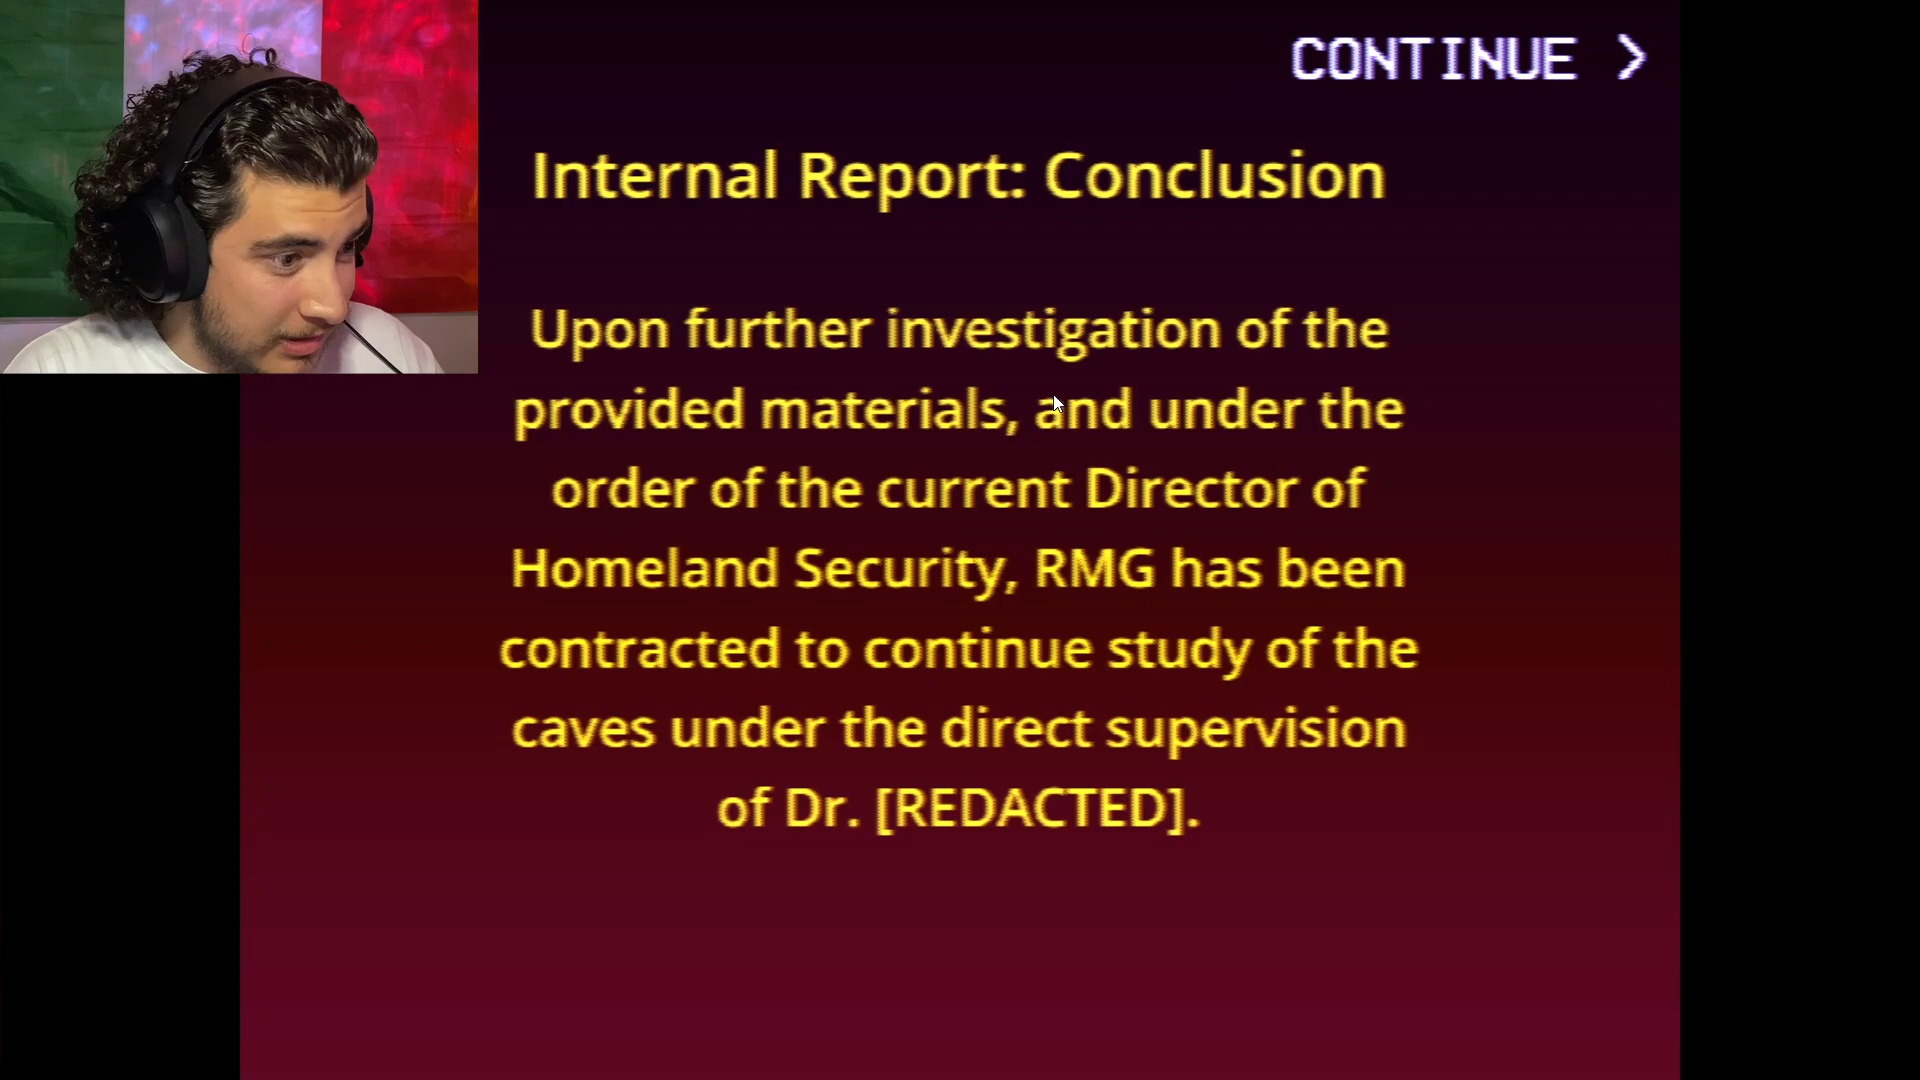 CONTINUE >
Internal Report: Conclusion
Upon further investigation of the
provided materials, and under the
order of the current Director of
Homeland Security, RMG has been
contracted to continue study of the
caves under the direct supervision
of Dr. [REDACTED].